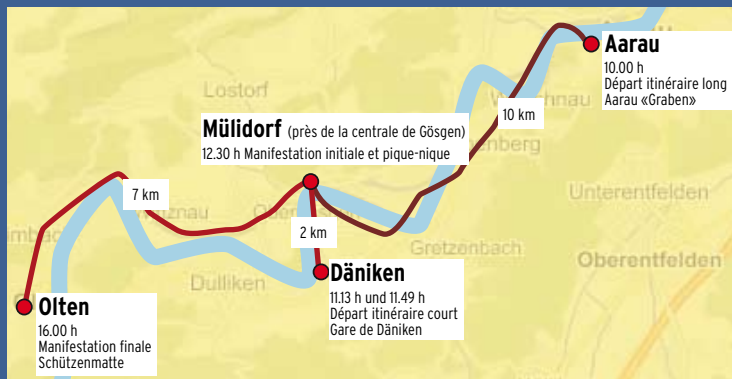 Aarau
10.00 h
Départ itinéraire long
Aarau «Graben»
Lostorf
10 km
Mülidorf (près de la centrale de Gösgen)
12.30 h Manifestation initiale et pique-nique
7 km
Unterentfelden
2 km
Gretzenbach
Oberentfelden
Däniken
11.13 h und 11.49 h
Départ itinéraire court
Gare de Däniken
Dulliken
Olten
16.00 h
Manifestation finale
Schützenmatte